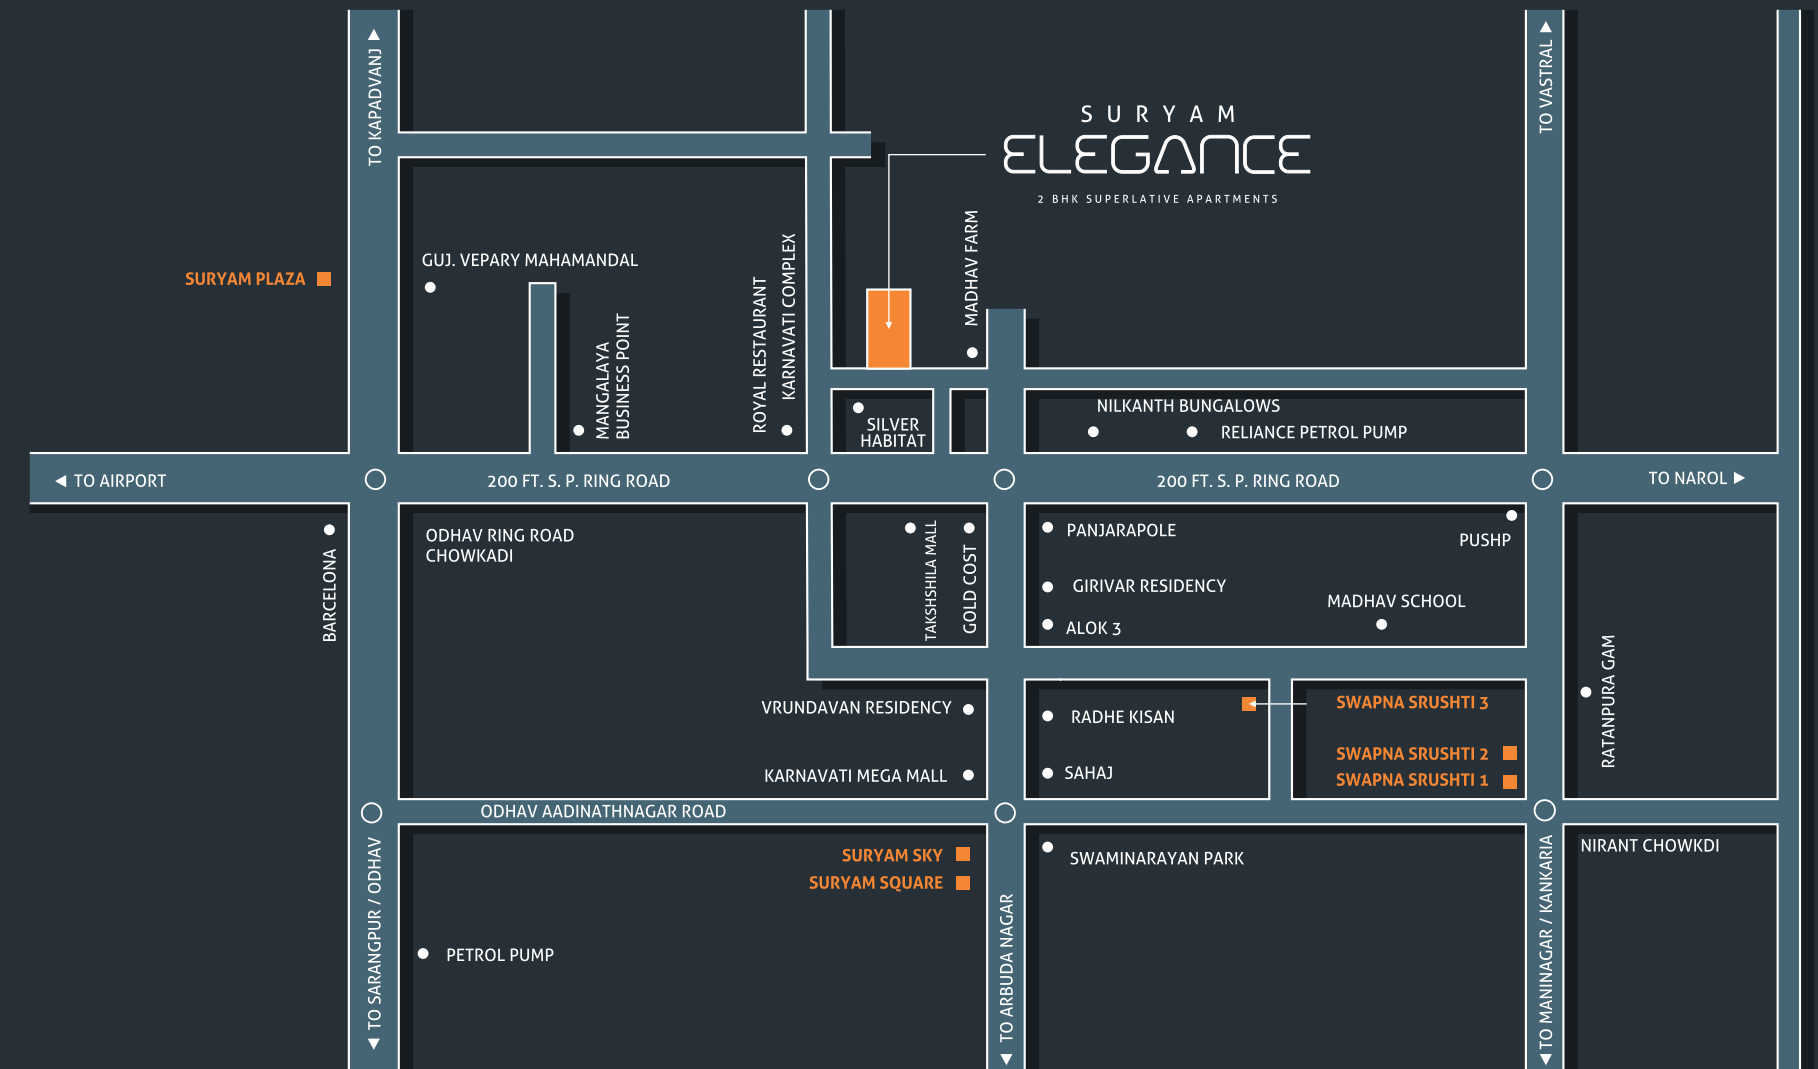 TO KAPADVANJ
TO VASTRAL
SURYAM
ELEGANCE
2 BHK SUPERLATIVE APARTMENTS
SURYAM PLAZA
GUJ. VEPARY MAHAMANDAL
MANGALAYA
BUSINESS POINT
ROYAL RESTAURANT
KARNAVATI COMPLEX
MADHAV FARM
SILVER
HABITAT
NILKANTH BUNGALOWS
RELIANCE PETROL PUMP
TO AIRPORT
200 FT. S. P. RING ROAD
200 FT. S. P. RING ROAD
TO NAROL
BARCELONA
ODHAV RING ROAD
CHOWKADI
TAKSHSHILA MALL
GOLD COST
PANJARAPOLE
PUSHP
GIRIVAR RESIDENCY
MADHAV SCHOOL
ALOK 3
RATANPURA GAM
VRUNDAVAN RESIDENCY
RADHE KISAN
SWAPNA SRUSHTI 3
SWAPNA SRUSHTI 2
KARNAVATI MEGA MALL
SAHAJ
SWAPNA SRUSHTI 1
ODHAV AADINATHNAGAR ROAD
SURYAM SKY
SURYAM SQUARE
SWAMINARAYAN PARK
NIRANT CHOWKDI
PETROL PUMP
TO SARANGPUR / ODHAV
TO ARBUDA NAGAR
TO MANINAGAR / KANKARIA